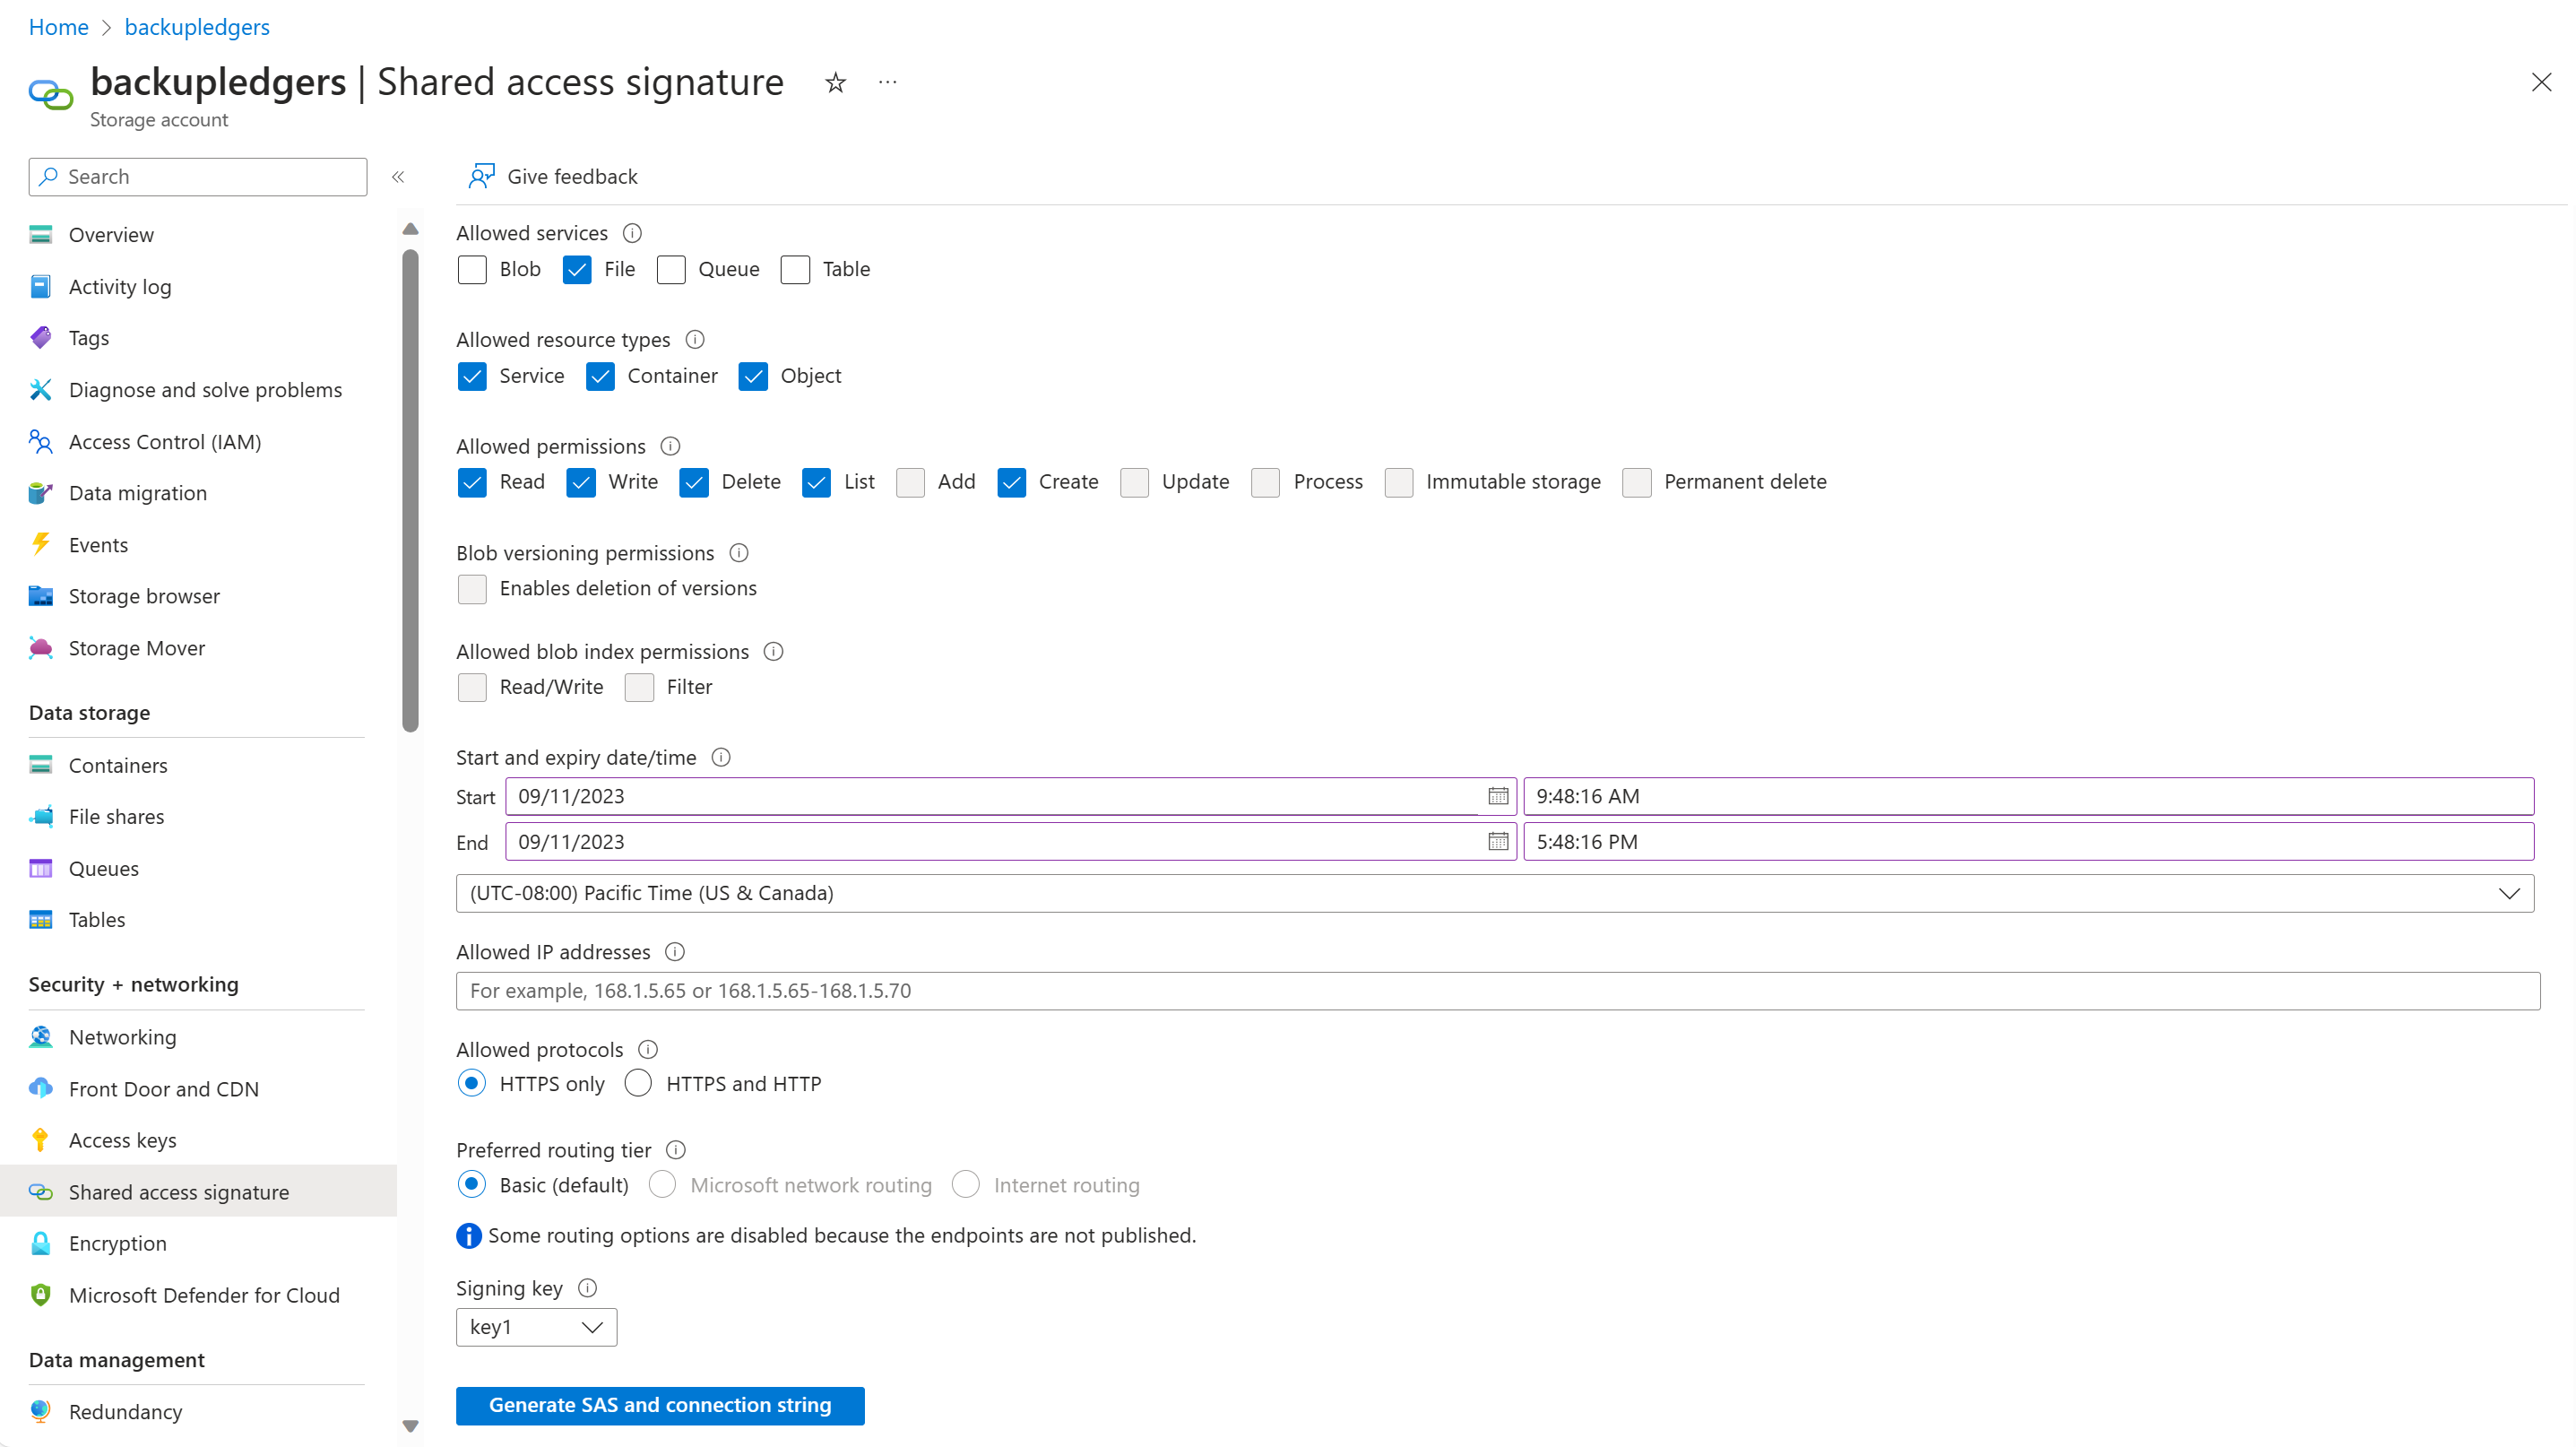 Home > backupledgers
backupledgers | Shared access signature ☆ ···
Storage account
Search «
Overview
Activity log
Tags
Diagnose and solve problems
Access Control (IAM)
Data migration
Events
Storage browser
Storage Mover
Data storage
Containers
File shares
Queues
Tables
Security + networking
Networking
Front Door and CDN
Access keys
Shared access signature
Encryption
Microsoft Defender for Cloud
Data management
Redundancy
Give feedback
Allowed services
Blob File Queue Table
Allowed resource types
Service Container Object
Allowed permissions
Read Write Delete List Add Create Update Process Immutable storage Permanent delete
Blob versioning permissions
Enables deletion of versions
Allowed blob index permissions
Read/Write Filter
Start and expiry date/time
Start 09/11/2023 9:48:16 AM
End 09/11/2023 5:48:16 PM
(UTC-08:00) Pacific Time (US & Canada)
Allowed IP addresses
For example, 168.1.5.65 or 168.1.5.65-168.1.5.70
Allowed protocols
HTTPS only HTTPS and HTTP
Preferred routing tier
Basic (default) Microsoft network routing Internet routing
Some routing options are disabled because the endpoints are not published.
Signing key
key1
Generate SAS and connection string